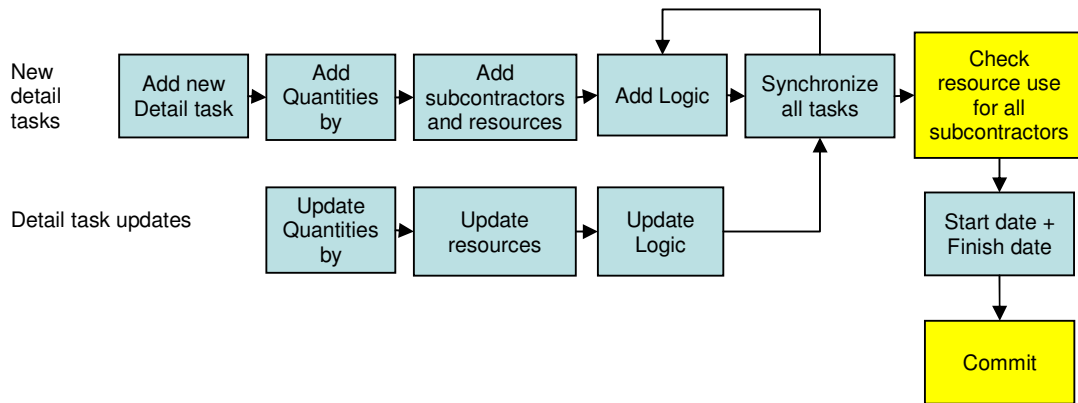 New
detail
tasks
Add new
Detail task
Add
Quantities
by
Add
subcontractors
and resources
Add Logic
Synchronize
all tasks
Check
resource use
for all
subcontractors
Detail task updates
Update
Quantities
by
Update
resources
Update
Logic
Start date +
Finish date
Commit